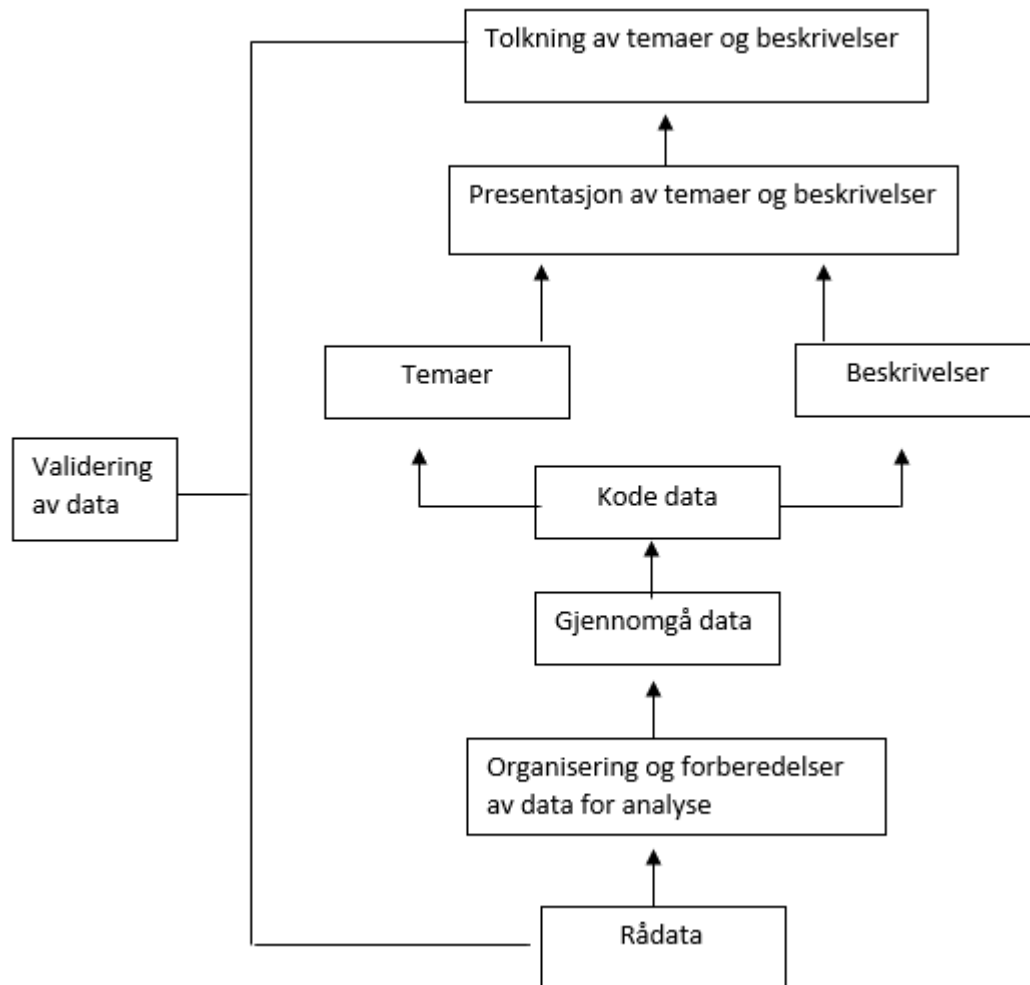 Tolkning av temaer og beskrivelser
Presentasjon av temaer og beskrivelser
Temaer
Beskrivelser
Validering
av data
Kode data
Gjennomgå data
Organisering og forberedelser
av data for analyse
Rådata